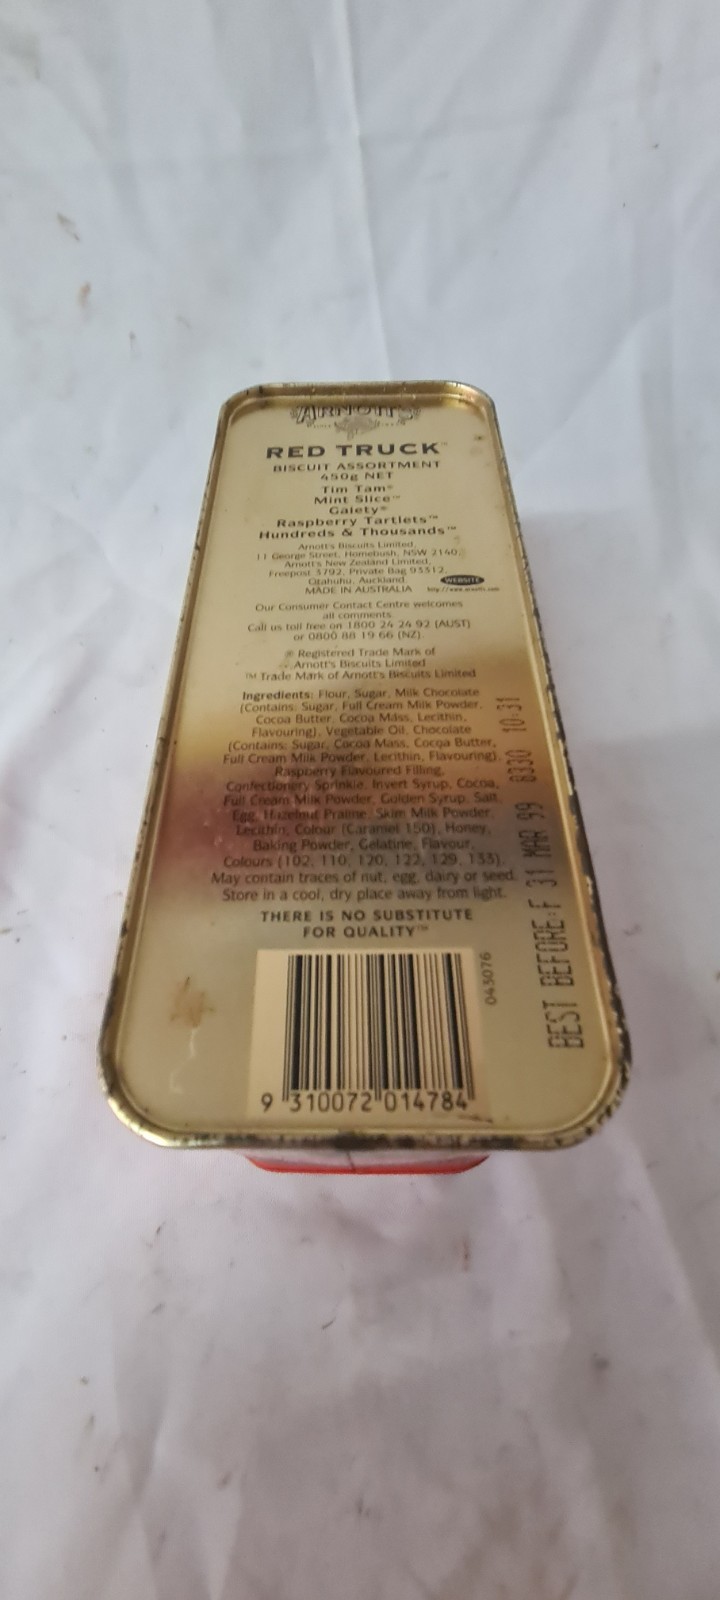 ARNOTT'S
RED TRUCK™
BISCUIT ASSORTMENT
450g NET
Tim Tam®
Mint Slice™
Gaiety®
Raspberry Tartlets™
Hundreds & Thousands™
Arnott's Biscuits Limited,
11 George Street, Homebush, NSW 2140.
Arnott's New Zealand Limited,
Freepost 3792, Private Bag 93312,
Otahuhu, Auckland.
MADE IN AUSTRALIA
WEBSITE
http://www.arnotts.com
Our Consumer Contact Centre welcomes
all comments.
Call us toll free on 1800 24 24 92 (AUST)
or 0800 88 19 66 (NZ).
® Registered Trade Mark of
Arnott's Biscuits Limited
™ Trade Mark of Arnott's Biscuits Limited
Ingredients: Flour, Sugar, Milk Chocolate
(Contains: Sugar, Full Cream Milk Powder,
Cocoa Butter, Cocoa Mass, Lecithin,
Flavouring), Vegetable Oil, Chocolate
(Contains: Sugar, Cocoa Mass, Cocoa Butter,
Full Cream Milk Powder, Lecithin, Flavouring),
Raspberry Flavoured Filling,
Confectionery Sprinkle, Invert Syrup, Cocoa,
Full Cream Milk Powder, Golden Syrup, Salt,
Egg, Hazelnut Praline, Skim Milk Powder,
Lecithin, Colour (Caramel 150), Honey,
Baking Powder, Gelatine, Flavour,
Colours (102, 110, 120, 122, 129, 133).
May contain traces of nut, egg, dairy or seed.
Store in a cool, dry place away from light.
THERE IS NO SUBSTITUTE
FOR QUALITY™
043076
9 310072 014784
BEST BEFORE:F 31 MAR 99 8330 10:31